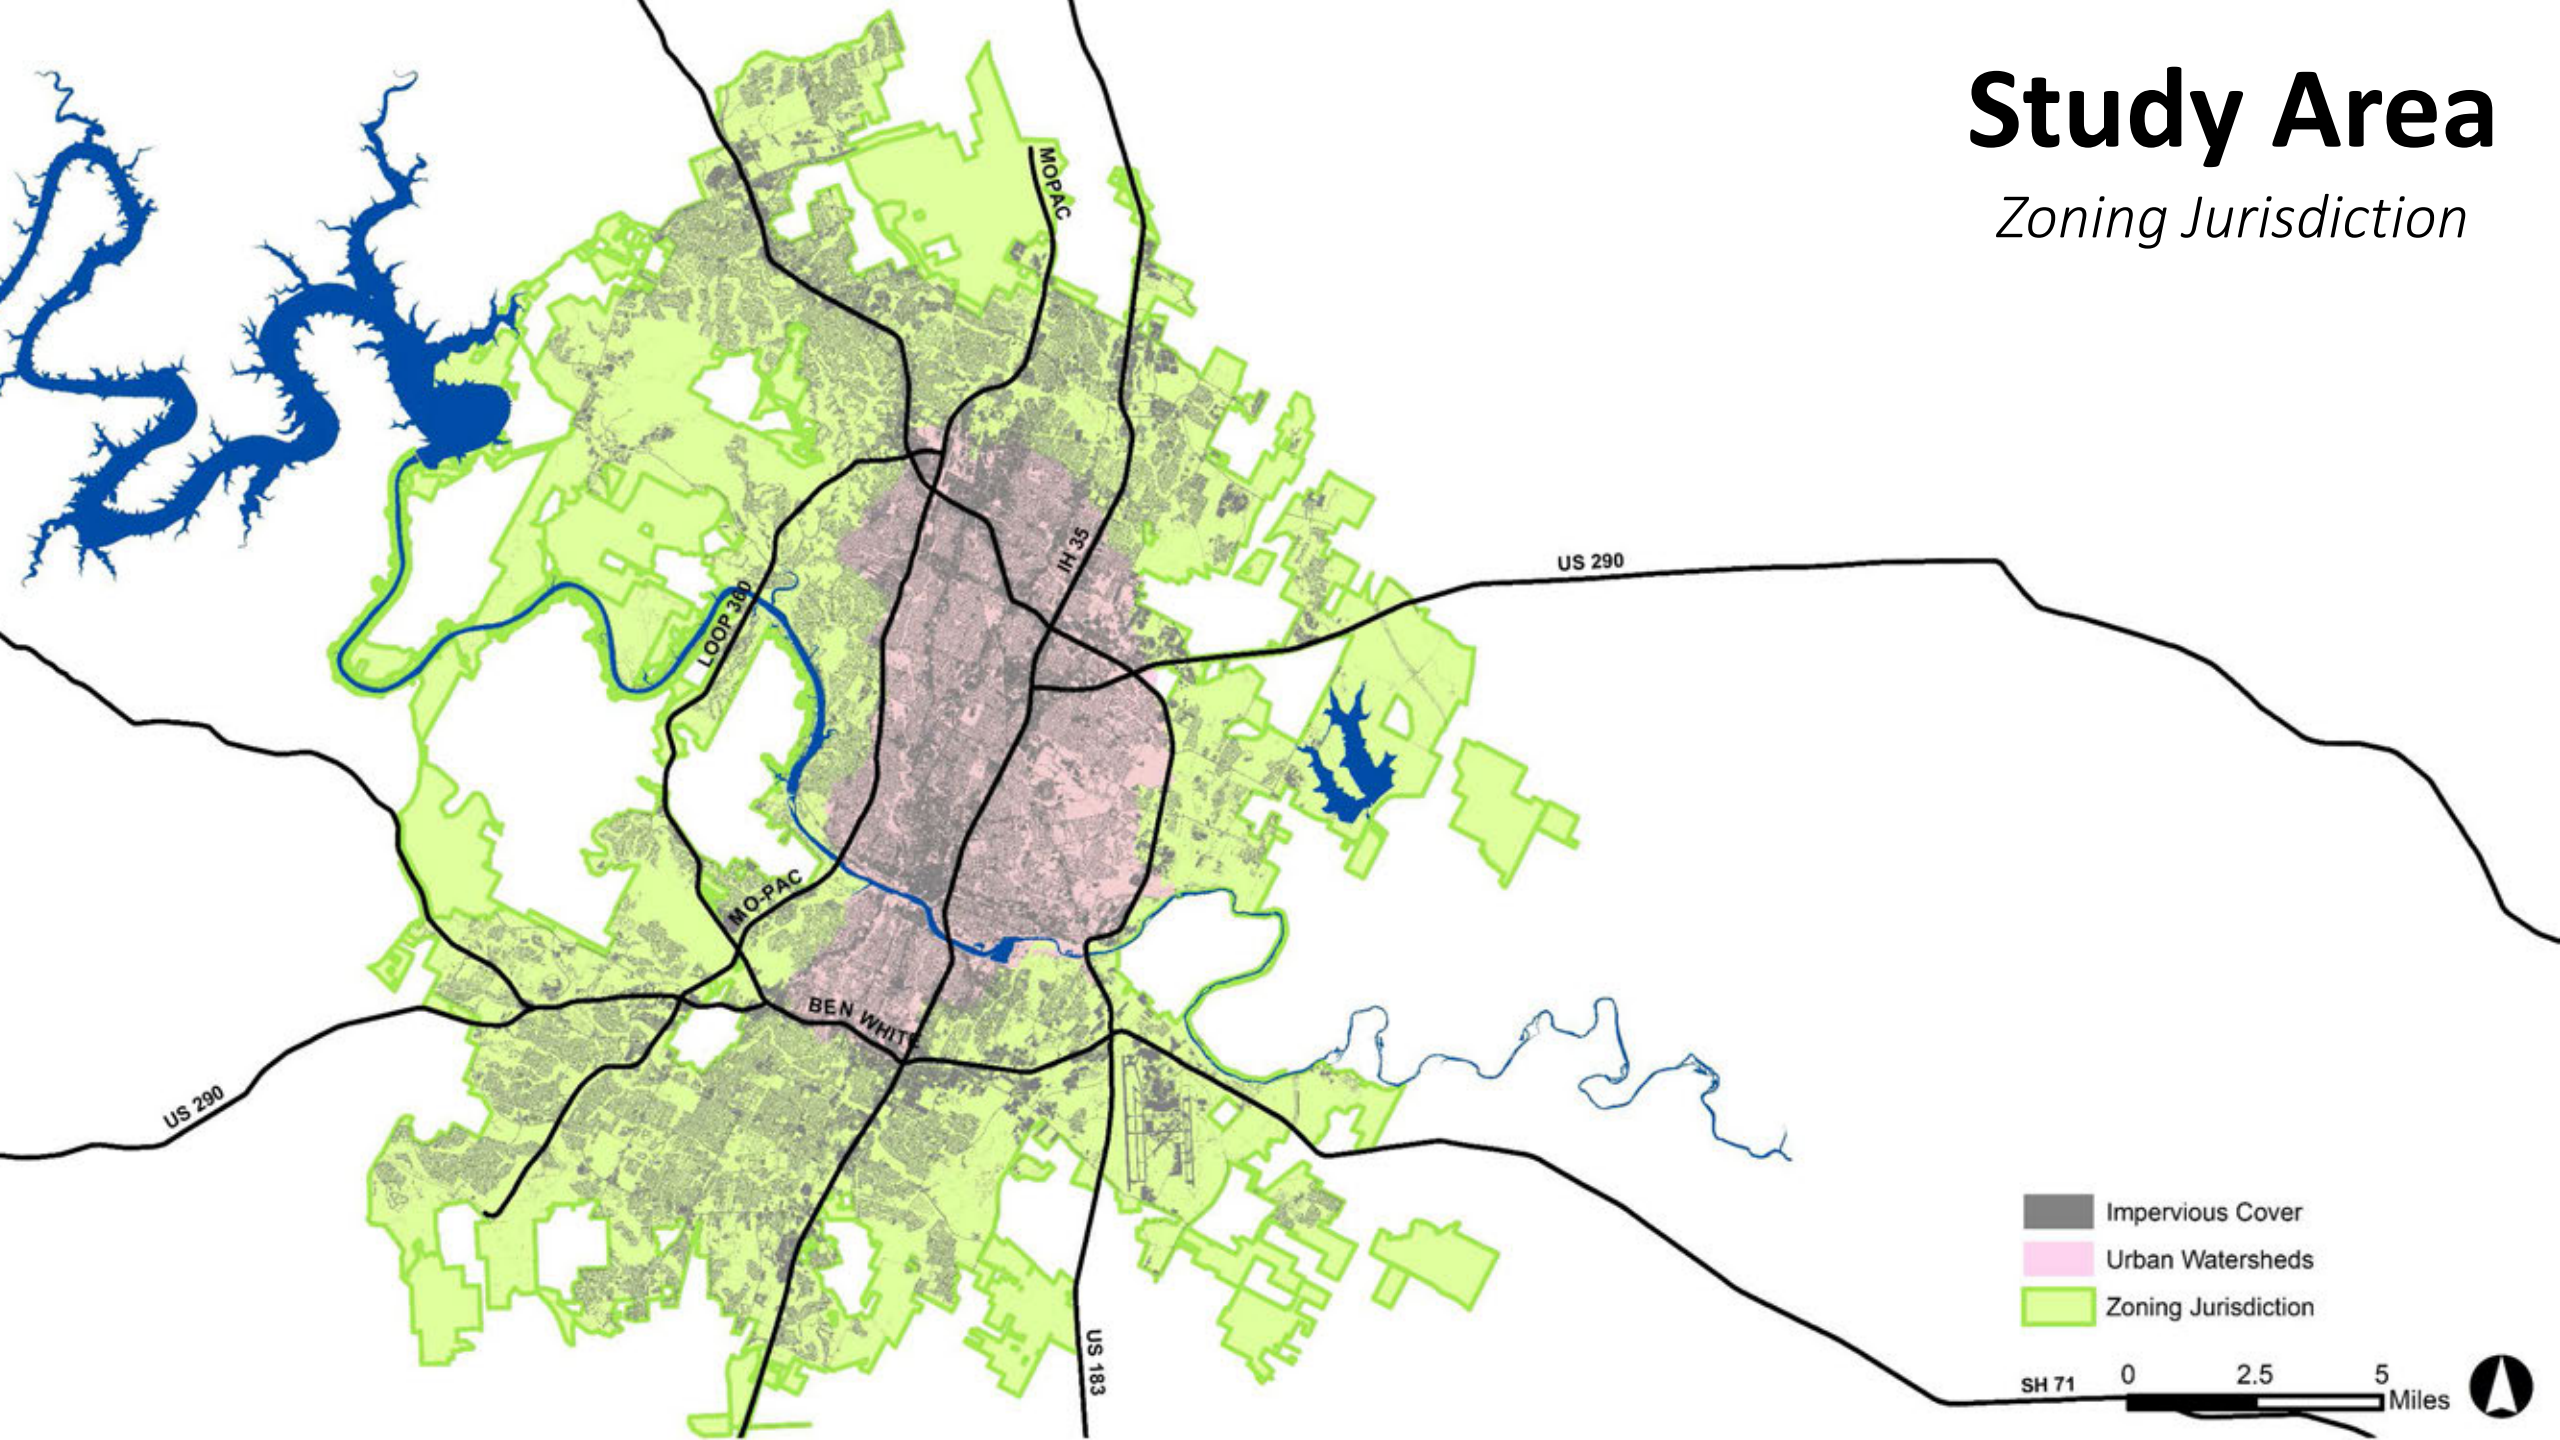 Study Area
Zoning Jurisdiction
MOPAC
IH 35
US 290
LOOP 360
MO-PAC
BEN WHITE
US 290
US 183
SH 71
Impervious Cover
Urban Watersheds
Zoning Jurisdiction
0 2.5 5
Miles